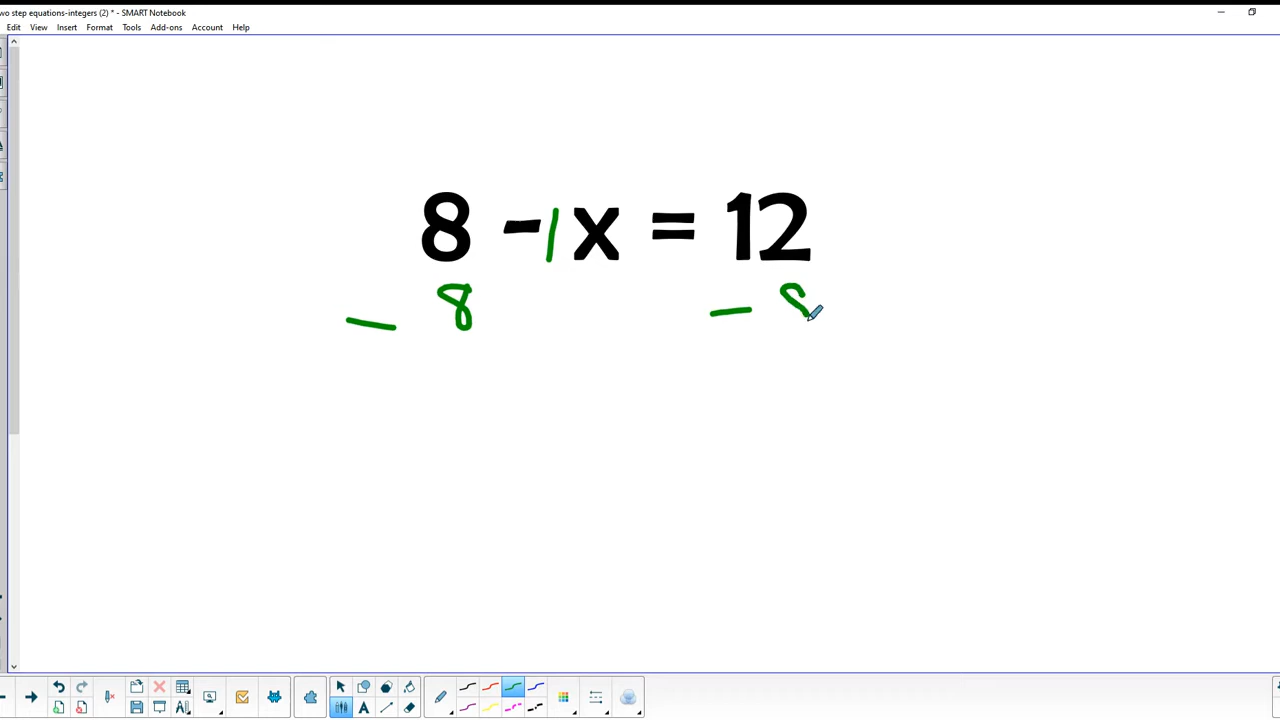 wo step equations-integers (2) * - SMART Notebook
Edit View Insert Format Tools Add-ons Account Help
8 - 1x = 12
- 8 - 8